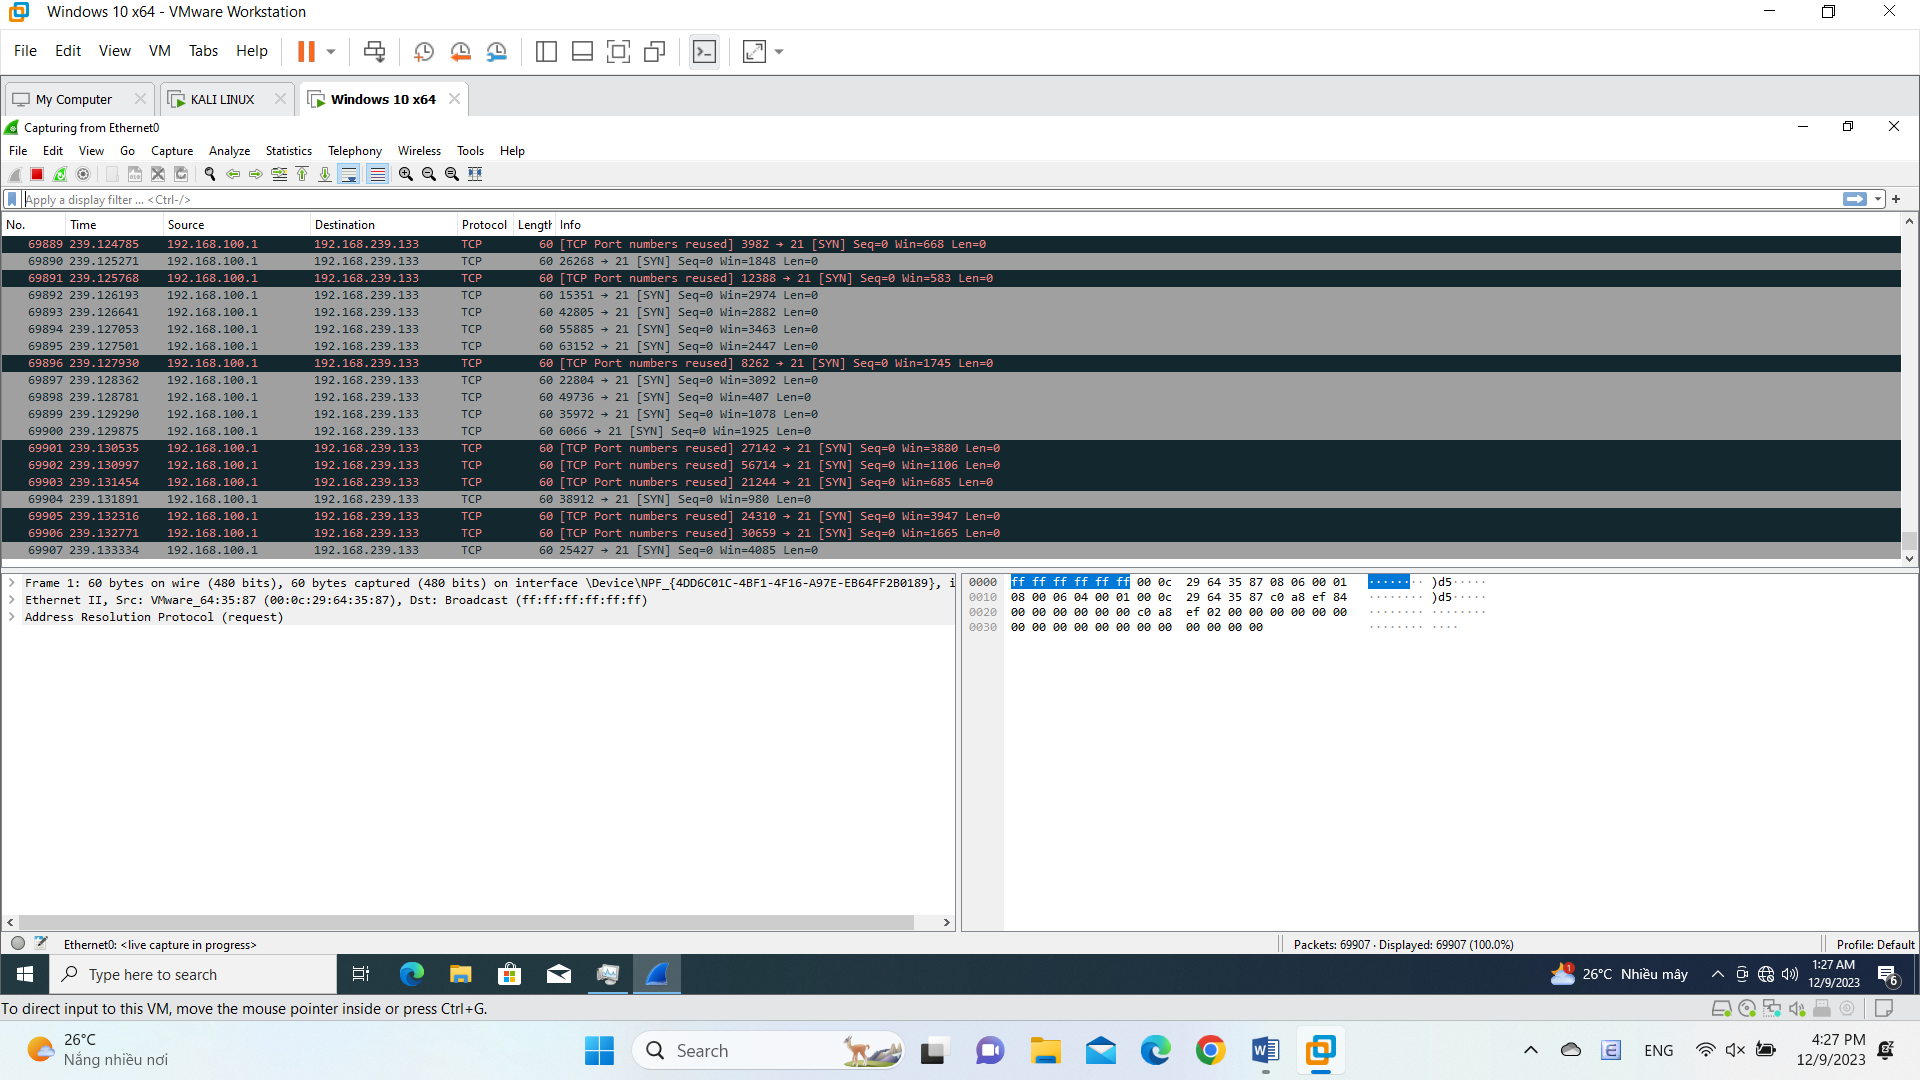 Windows 10 x64 - VMware Workstation
File Edit View VM Tabs Help
My Computer KALI LINUX Windows 10 x64
Capturing from Ethernet0
File Edit View Go Capture Analyze Statistics Telephony Wireless Tools Help
Apply a display filter ... <Ctrl-/>
No. Time Source Destination Protocol Length Info
69889 239.124785 192.168.100.1 192.168.239.133 TCP 60 [TCP Port numbers reused] 3982 → 21 [SYN] Seq=0 Win=668 Len=0
69890 239.125271 192.168.100.1 192.168.239.133 TCP 60 26268 → 21 [SYN] Seq=0 Win=1848 Len=0
69891 239.125768 192.168.100.1 192.168.239.133 TCP 60 [TCP Port numbers reused] 12388 → 21 [SYN] Seq=0 Win=583 Len=0
69892 239.126193 192.168.100.1 192.168.239.133 TCP 60 15351 → 21 [SYN] Seq=0 Win=2974 Len=0
69893 239.126641 192.168.100.1 192.168.239.133 TCP 60 42805 → 21 [SYN] Seq=0 Win=2882 Len=0
69894 239.127053 192.168.100.1 192.168.239.133 TCP 60 55885 → 21 [SYN] Seq=0 Win=3463 Len=0
69895 239.127501 192.168.100.1 192.168.239.133 TCP 60 63152 → 21 [SYN] Seq=0 Win=2447 Len=0
69896 239.127930 192.168.100.1 192.168.239.133 TCP 60 [TCP Port numbers reused] 8262 → 21 [SYN] Seq=0 Win=1745 Len=0
69897 239.128362 192.168.100.1 192.168.239.133 TCP 60 22804 → 21 [SYN] Seq=0 Win=3092 Len=0
69898 239.128781 192.168.100.1 192.168.239.133 TCP 60 49736 → 21 [SYN] Seq=0 Win=407 Len=0
69899 239.129290 192.168.100.1 192.168.239.133 TCP 60 35972 → 21 [SYN] Seq=0 Win=1078 Len=0
69900 239.129875 192.168.100.1 192.168.239.133 TCP 60 6066 → 21 [SYN] Seq=0 Win=1925 Len=0
69901 239.130535 192.168.100.1 192.168.239.133 TCP 60 [TCP Port numbers reused] 27142 → 21 [SYN] Seq=0 Win=3880 Len=0
69902 239.130997 192.168.100.1 192.168.239.133 TCP 60 [TCP Port numbers reused] 56714 → 21 [SYN] Seq=0 Win=1106 Len=0
69903 239.131454 192.168.100.1 192.168.239.133 TCP 60 [TCP Port numbers reused] 21244 → 21 [SYN] Seq=0 Win=685 Len=0
69904 239.131891 192.168.100.1 192.168.239.133 TCP 60 38912 → 21 [SYN] Seq=0 Win=980 Len=0
69905 239.132316 192.168.100.1 192.168.239.133 TCP 60 [TCP Port numbers reused] 24310 → 21 [SYN] Seq=0 Win=3947 Len=0
69906 239.132771 192.168.100.1 192.168.239.133 TCP 60 [TCP Port numbers reused] 30659 → 21 [SYN] Seq=0 Win=1665 Len=0
69907 239.133334 192.168.100.1 192.168.239.133 TCP 60 25427 → 21 [SYN] Seq=0 Win=4085 Len=0
Frame 1: 60 bytes on wire (480 bits), 60 bytes captured (480 bits) on interface \Device\NPF_{4DD6C01C-4BF1-4F16-A97E-EB64FF2B0189}, i
Ethernet II, Src: VMware_64:35:87 (00:0c:29:64:35:87), Dst: Broadcast (ff:ff:ff:ff:ff:ff)
Address Resolution Protocol (request)
0000 ff ff ff ff ff ff 00 0c 29 64 35 87 08 06 00 01 ········ )d5·····
0010 08 00 06 04 00 01 00 0c 29 64 35 87 c0 a8 ef 84 ········ )d5·····
0020 00 00 00 00 00 00 c0 a8 ef 02 00 00 00 00 00 00 ········ ········
0030 00 00 00 00 00 00 00 00 00 00 00 00 ········ ····
Ethernet0: <live capture in progress> Packets: 69907 · Displayed: 69907 (100.0%) Profile: Default
Type here to search 26°C Nhiều mây 1:27 AM 12/9/2023 6
To direct input to this VM, move the mouse pointer inside or press Ctrl+G.
26°C
Nắng nhiều nơi
Search
ENG
4:27 PM
12/9/2023